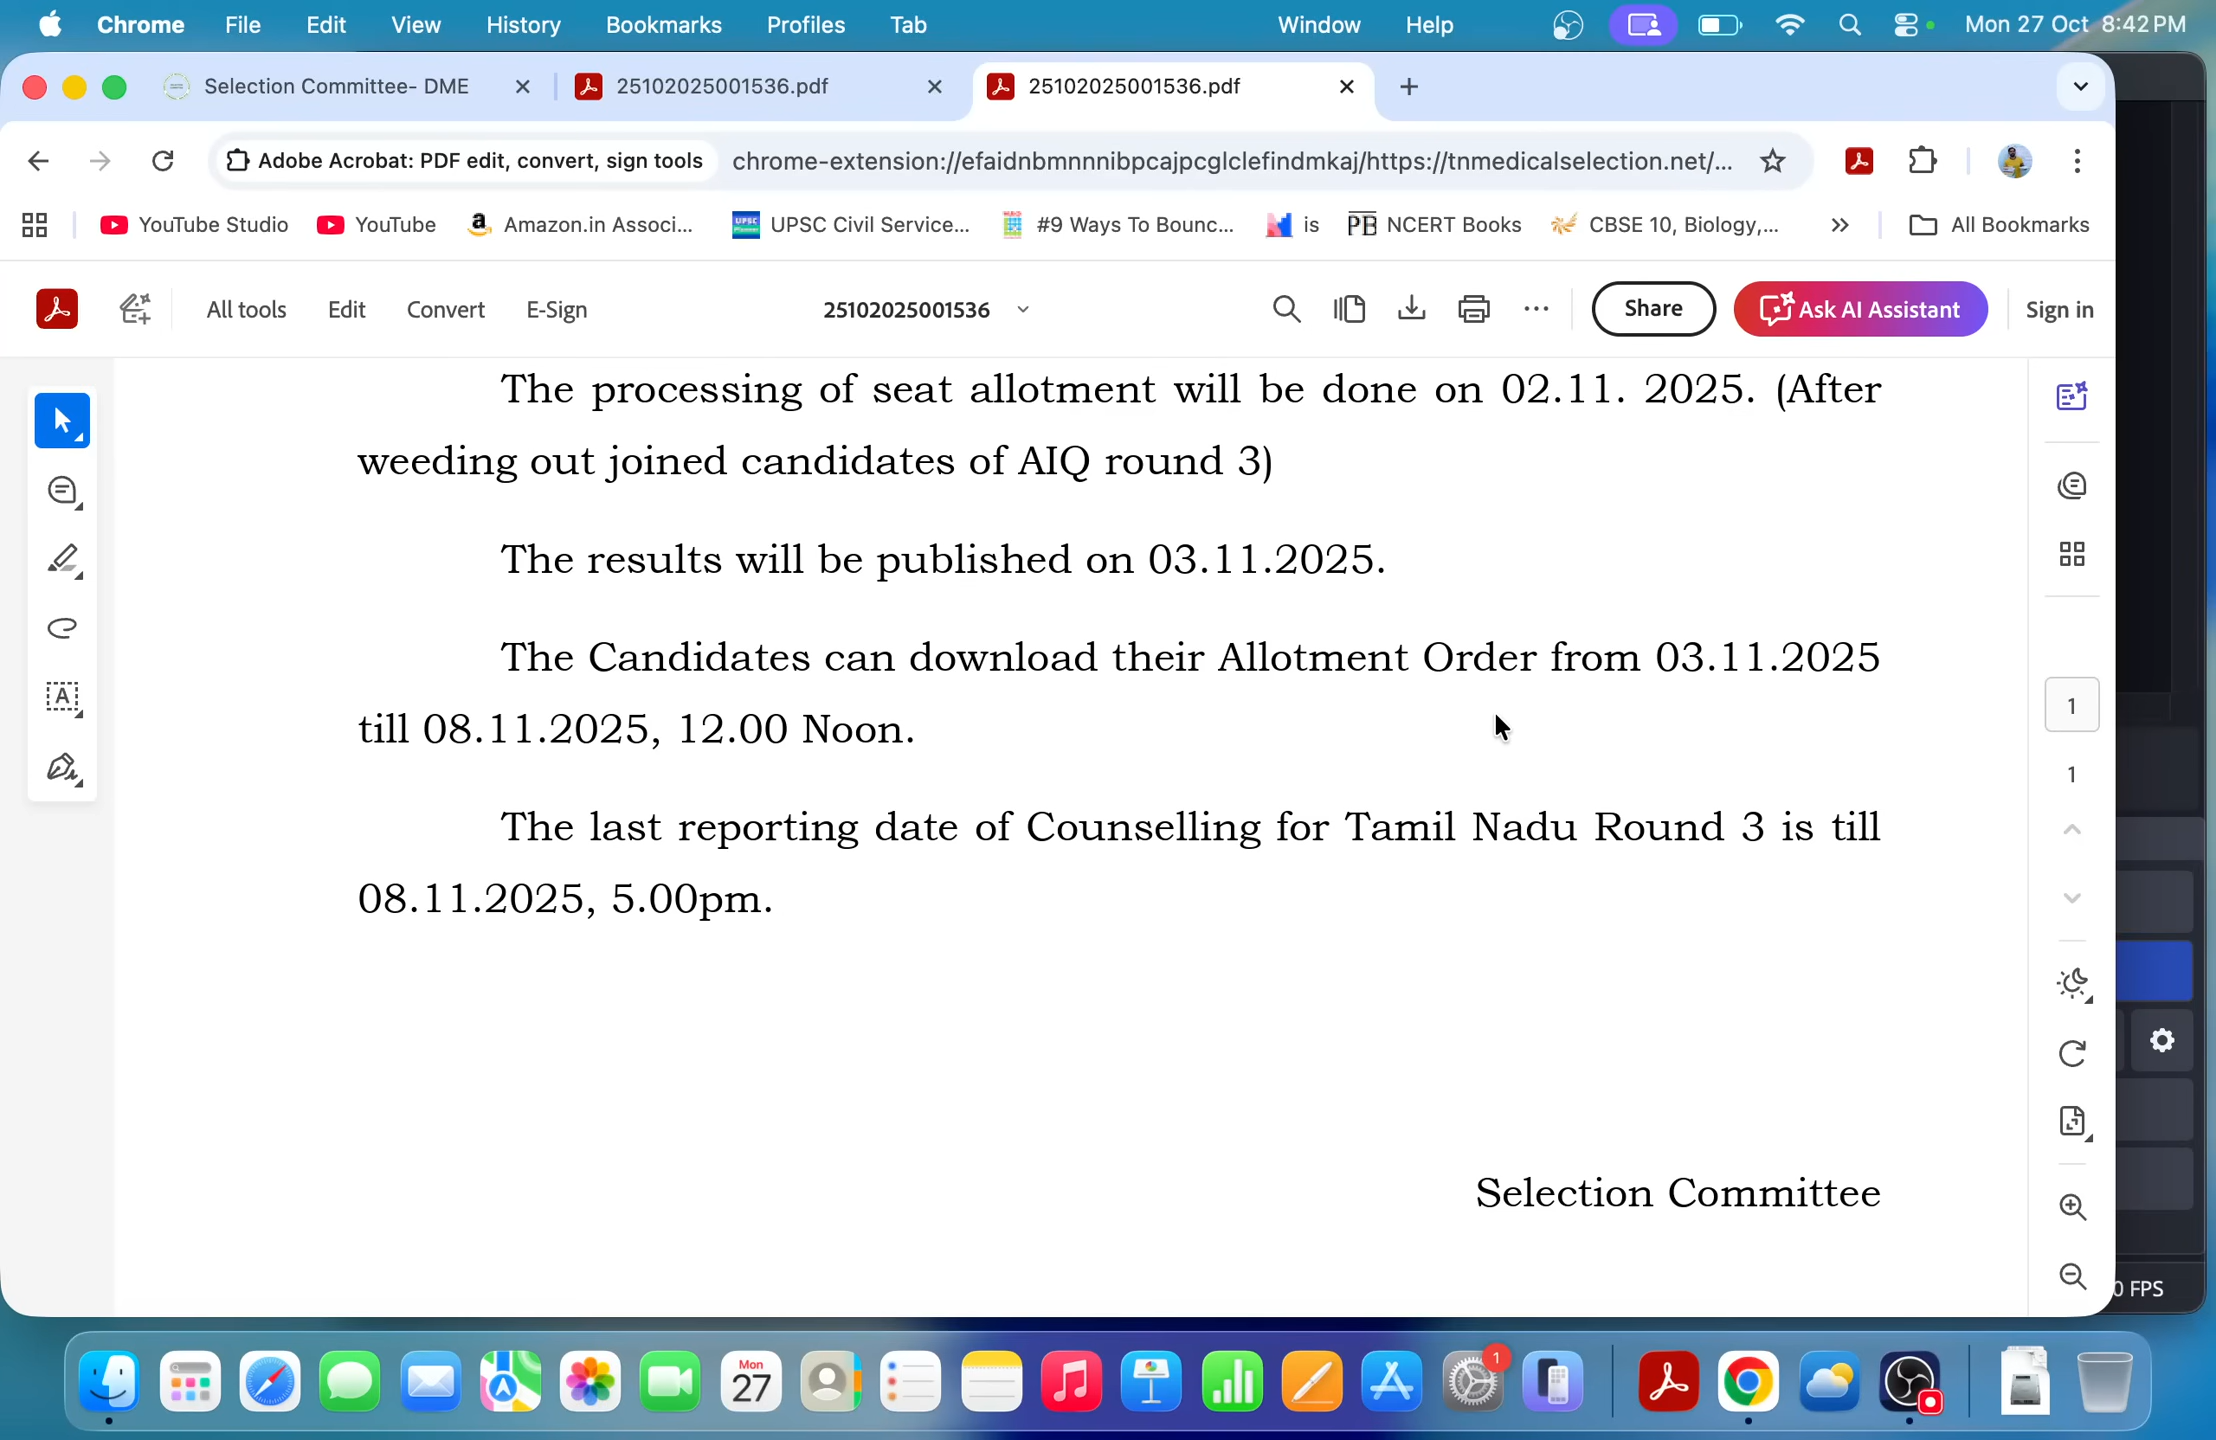 Chrome File Edit View History Bookmarks Profiles Tab Window Help Mon 27 Oct 8:42 PM
Selection Committee- DME 25102025001536.pdf 25102025001536.pdf
Adobe Acrobat: PDF edit, convert, sign tools chrome-extension://efaidnbmnnnibpcajpcglclefindmkaj/https://tnmedicalselection.net/...
YouTube Studio YouTube Amazon.in Associ... UPSC Civil Service... #9 Ways To Bounc... is NCERT Books CBSE 10, Biology,... All Bookmarks
All tools Edit Convert E-Sign 25102025001536 Share Ask AI Assistant Sign in
The processing of seat allotment will be done on 02.11. 2025. (After
weeding out joined candidates of AIQ round 3)
The results will be published on 03.11.2025.
The Candidates can download their Allotment Order from 03.11.2025
till 08.11.2025, 12.00 Noon.
1
1
The last reporting date of Counselling for Tamil Nadu Round 3 is till
08.11.2025, 5.00pm.
Selection Committee
0 FPS
Mon
27
1